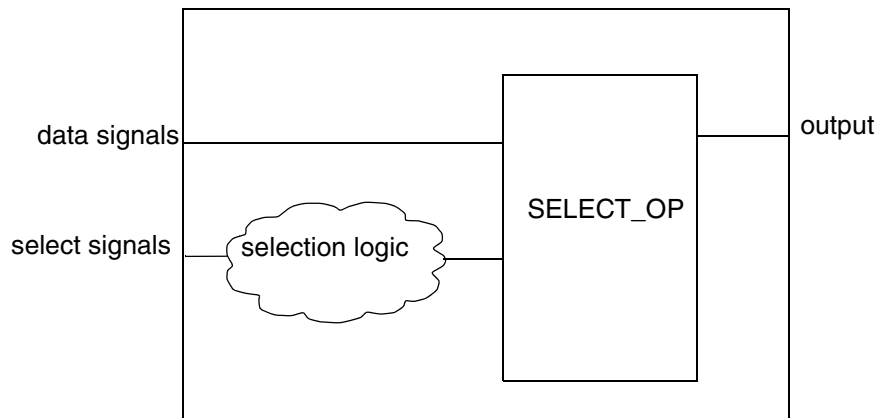 data signals
output
SELECT_OP
select signals
selection logic